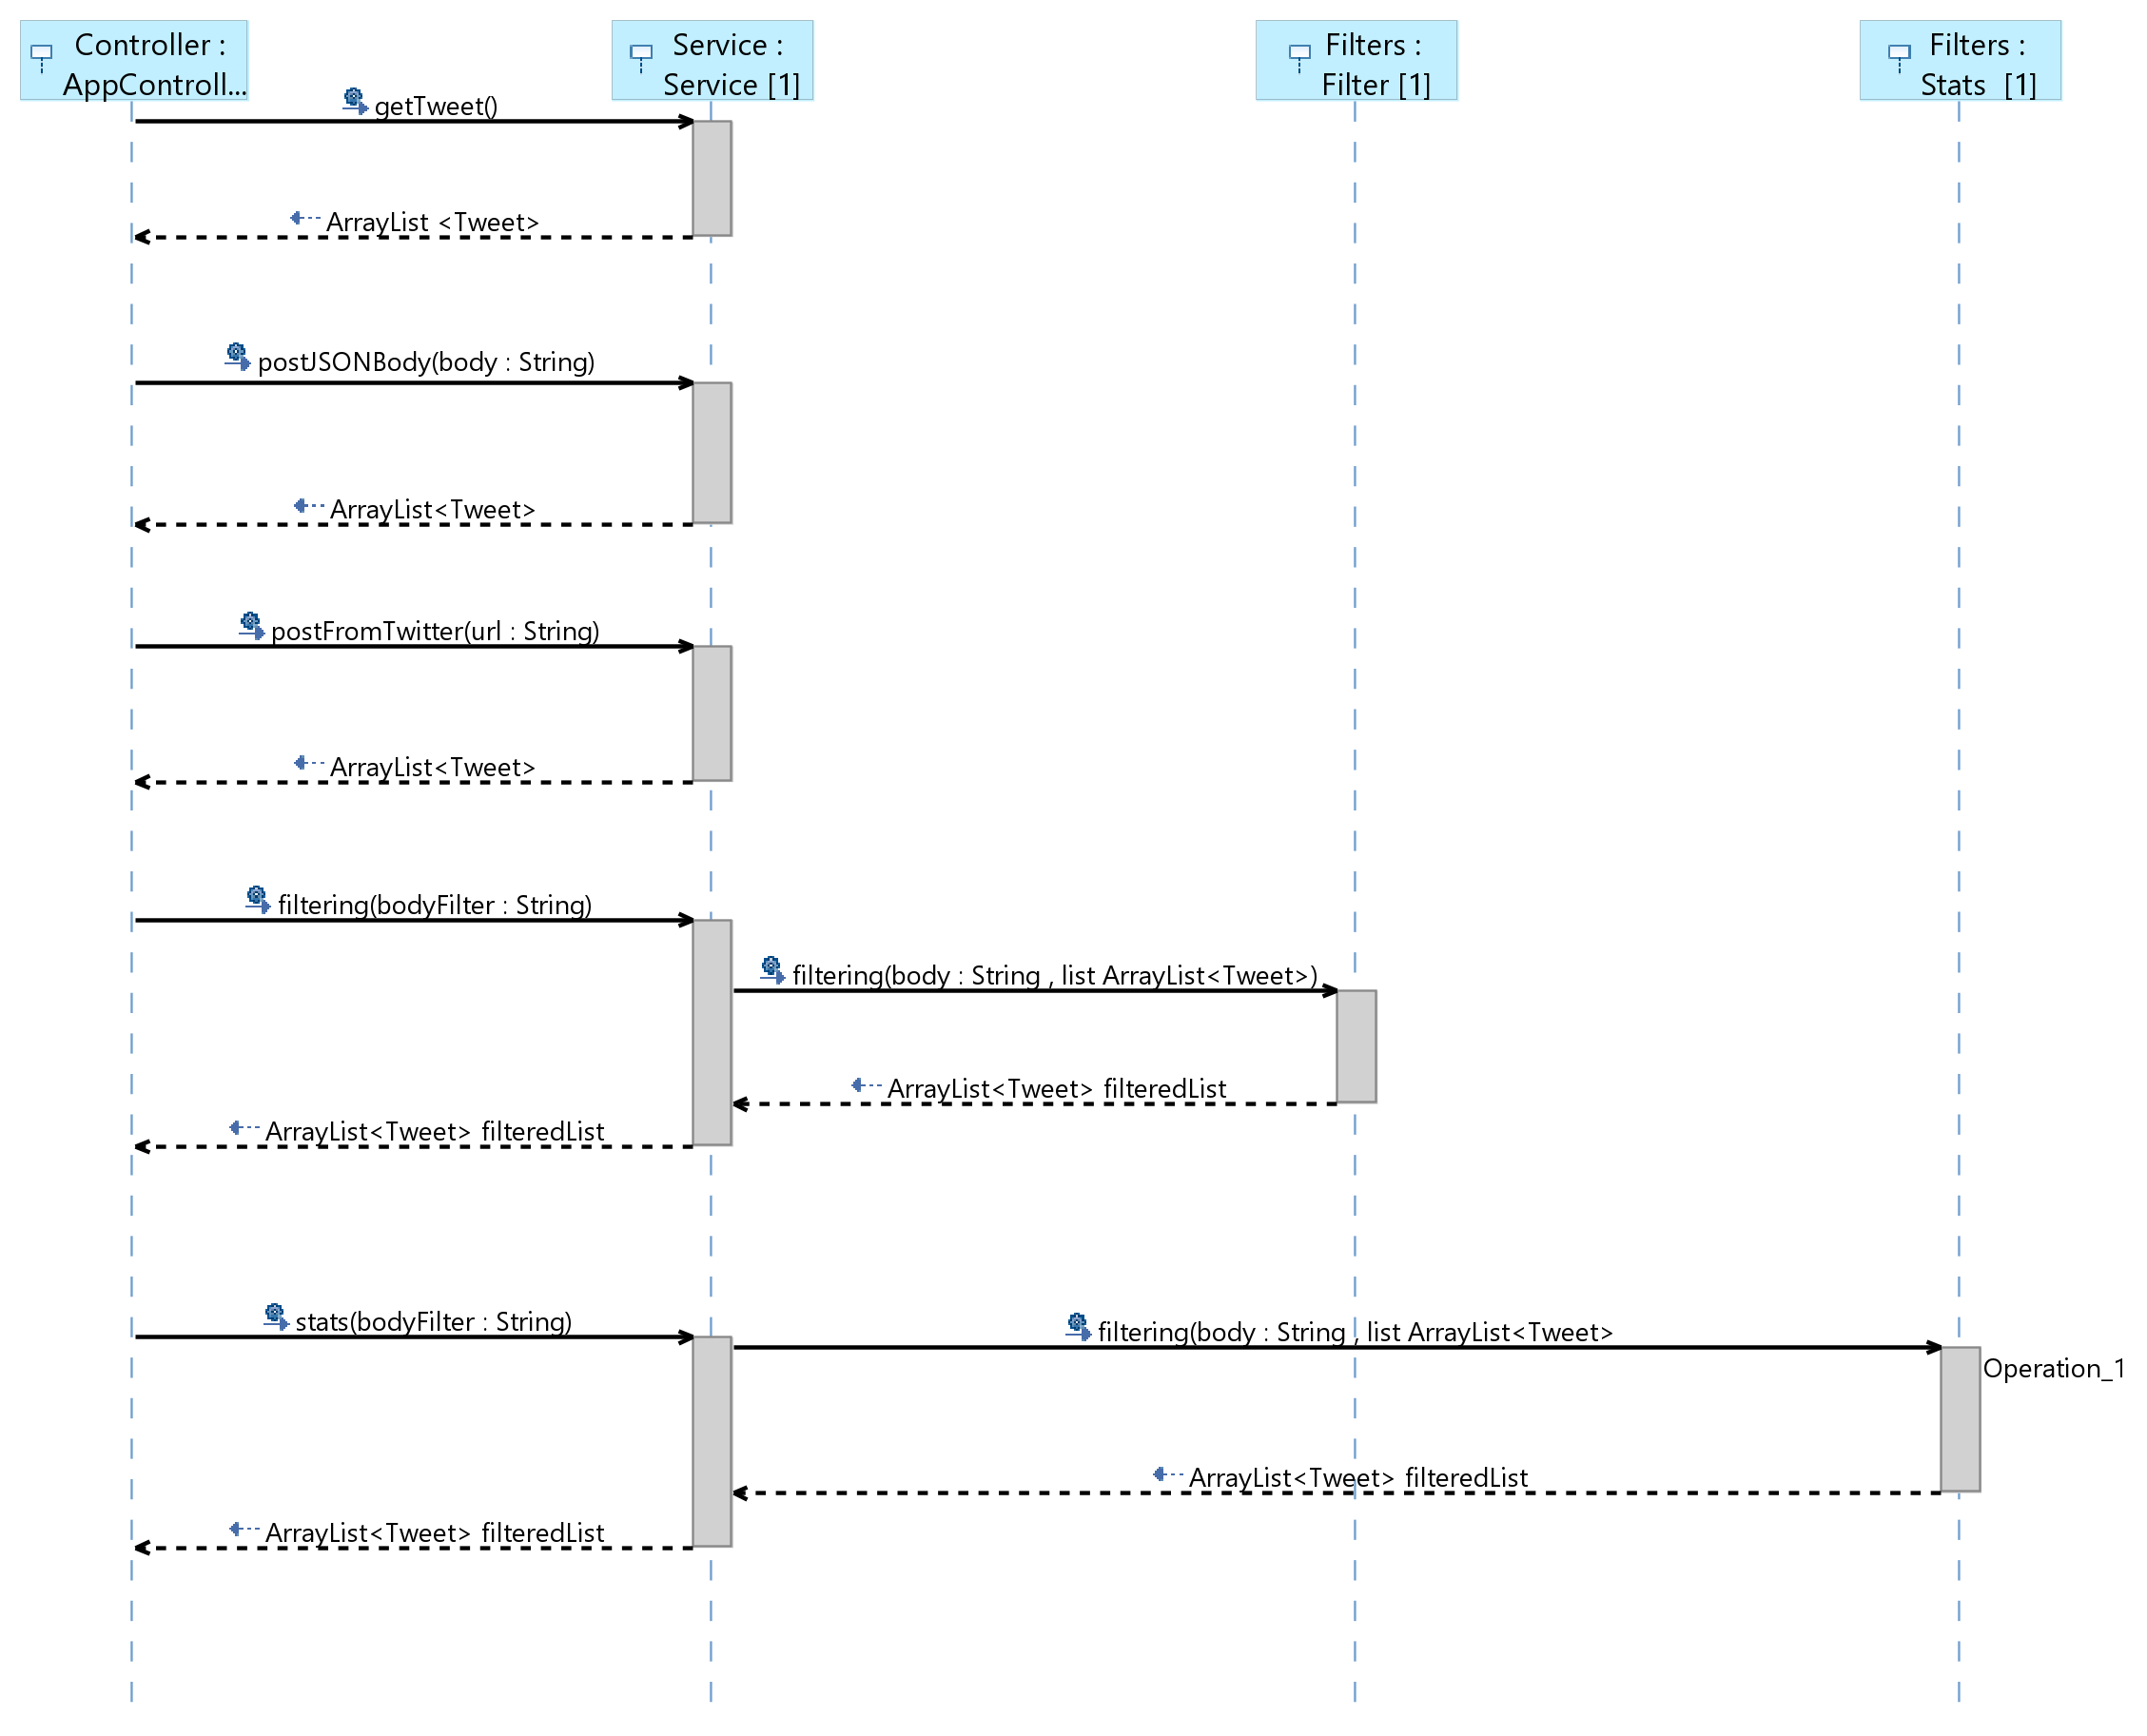 Controller :
AppControll...
Service :
Service [1]
Filters :
Filter [1]
Filters :
Stats [1]
getTweet()
ArrayList <Tweet>
postJSONBody(body : String)
ArrayList<Tweet>
postFromTwitter(url : String)
ArrayList<Tweet>
filtering(bodyFilter : String)
filtering(body : String , list ArrayList<Tweet>)
ArrayList<Tweet> filteredList
ArrayList<Tweet> filteredList
stats(bodyFilter : String)
filtering(body : String , list ArrayList<Tweet>
Operation_1
ArrayList<Tweet> filteredList
ArrayList<Tweet> filteredList